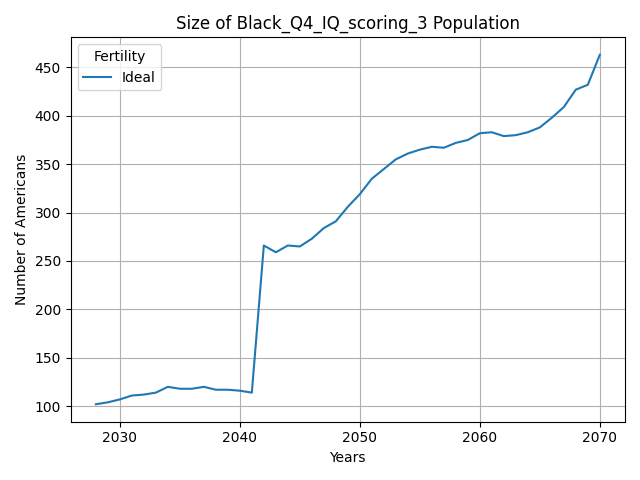 Size of Black_Q4_IQ_scoring_3 Population
Fertility
Ideal
Number of Americans
450
400
350
300
250
200
150
100
2030 2040 2050 2060 2070
Years